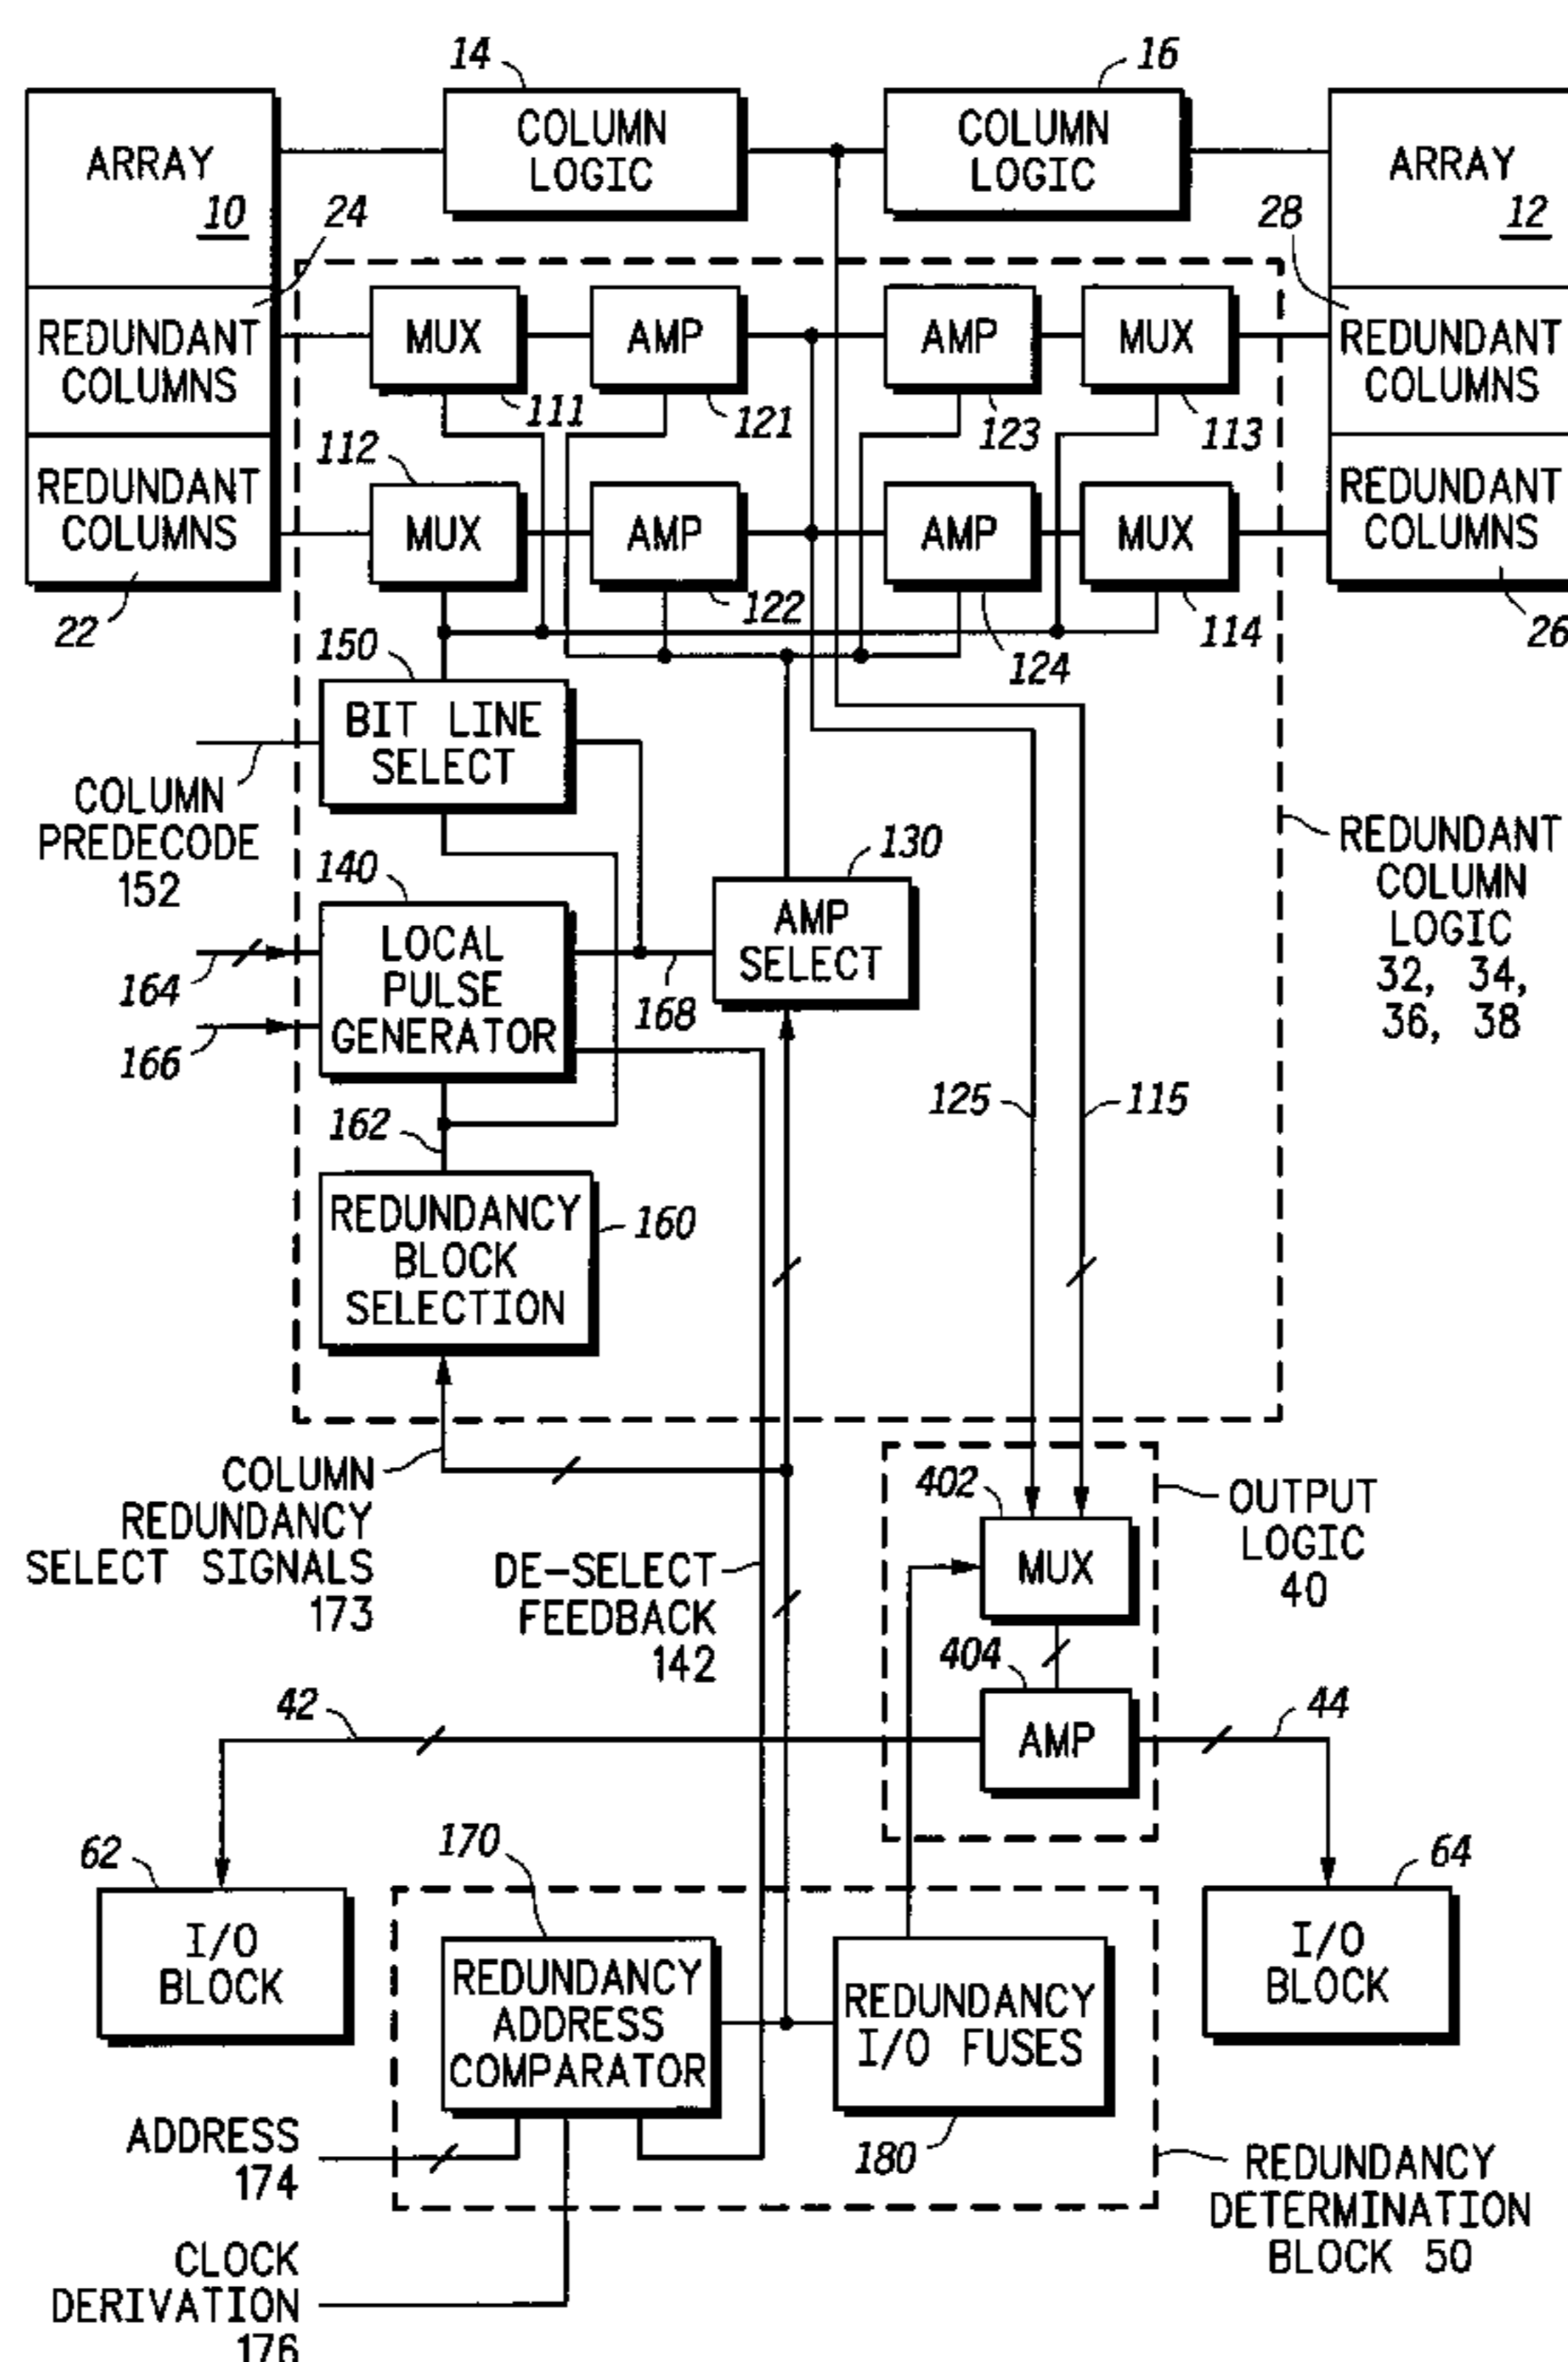 14
16
ARRAY
10
COLUMN
LOGIC
COLUMN
LOGIC
ARRAY
12
24
28
REDUNDANT
COLUMNS
MUX
AMP
AMP
MUX
REDUNDANT
COLUMNS
111
121
123
113
112
REDUNDANT
COLUMNS
MUX
AMP
AMP
MUX
REDUNDANT
COLUMNS
22
122
124
114
26
150
BIT LINE
SELECT
COLUMN
PREDECODE
152
140
130
REDUNDANT
COLUMN
LOGIC
32, 34,
36, 38
LOCAL
PULSE
GENERATOR
AMP
SELECT
164
166
168
162
125
115
REDUNDANCY
BLOCK
SELECTION
160
COLUMN
REDUNDANCY
SELECT SIGNALS
173
DE-SELECT
FEEDBACK
142
402
MUX
OUTPUT
LOGIC
40
404
AMP
42
44
62
I/O
BLOCK
170
64
I/O
BLOCK
REDUNDANCY
ADDRESS
COMPARATOR
REDUNDANCY
I/O FUSES
180
ADDRESS
174
REDUNDANCY
DETERMINATION
BLOCK 50
CLOCK
DERIVATION
176